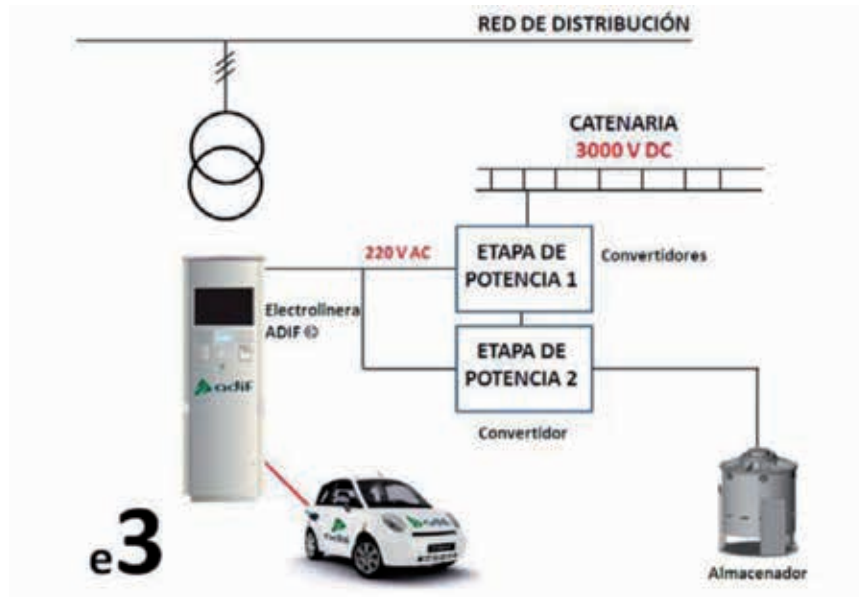 RED DE DISTRIBUCIÓN
CATENARIA
3000 V DC
220 V AC
ETAPA DE
POTENCIA 1
Convertidores
Electrolinera
ADIF ©
ETAPA DE
POTENCIA 2
Convertidor
adif
adif
adif
e3
Almacenador